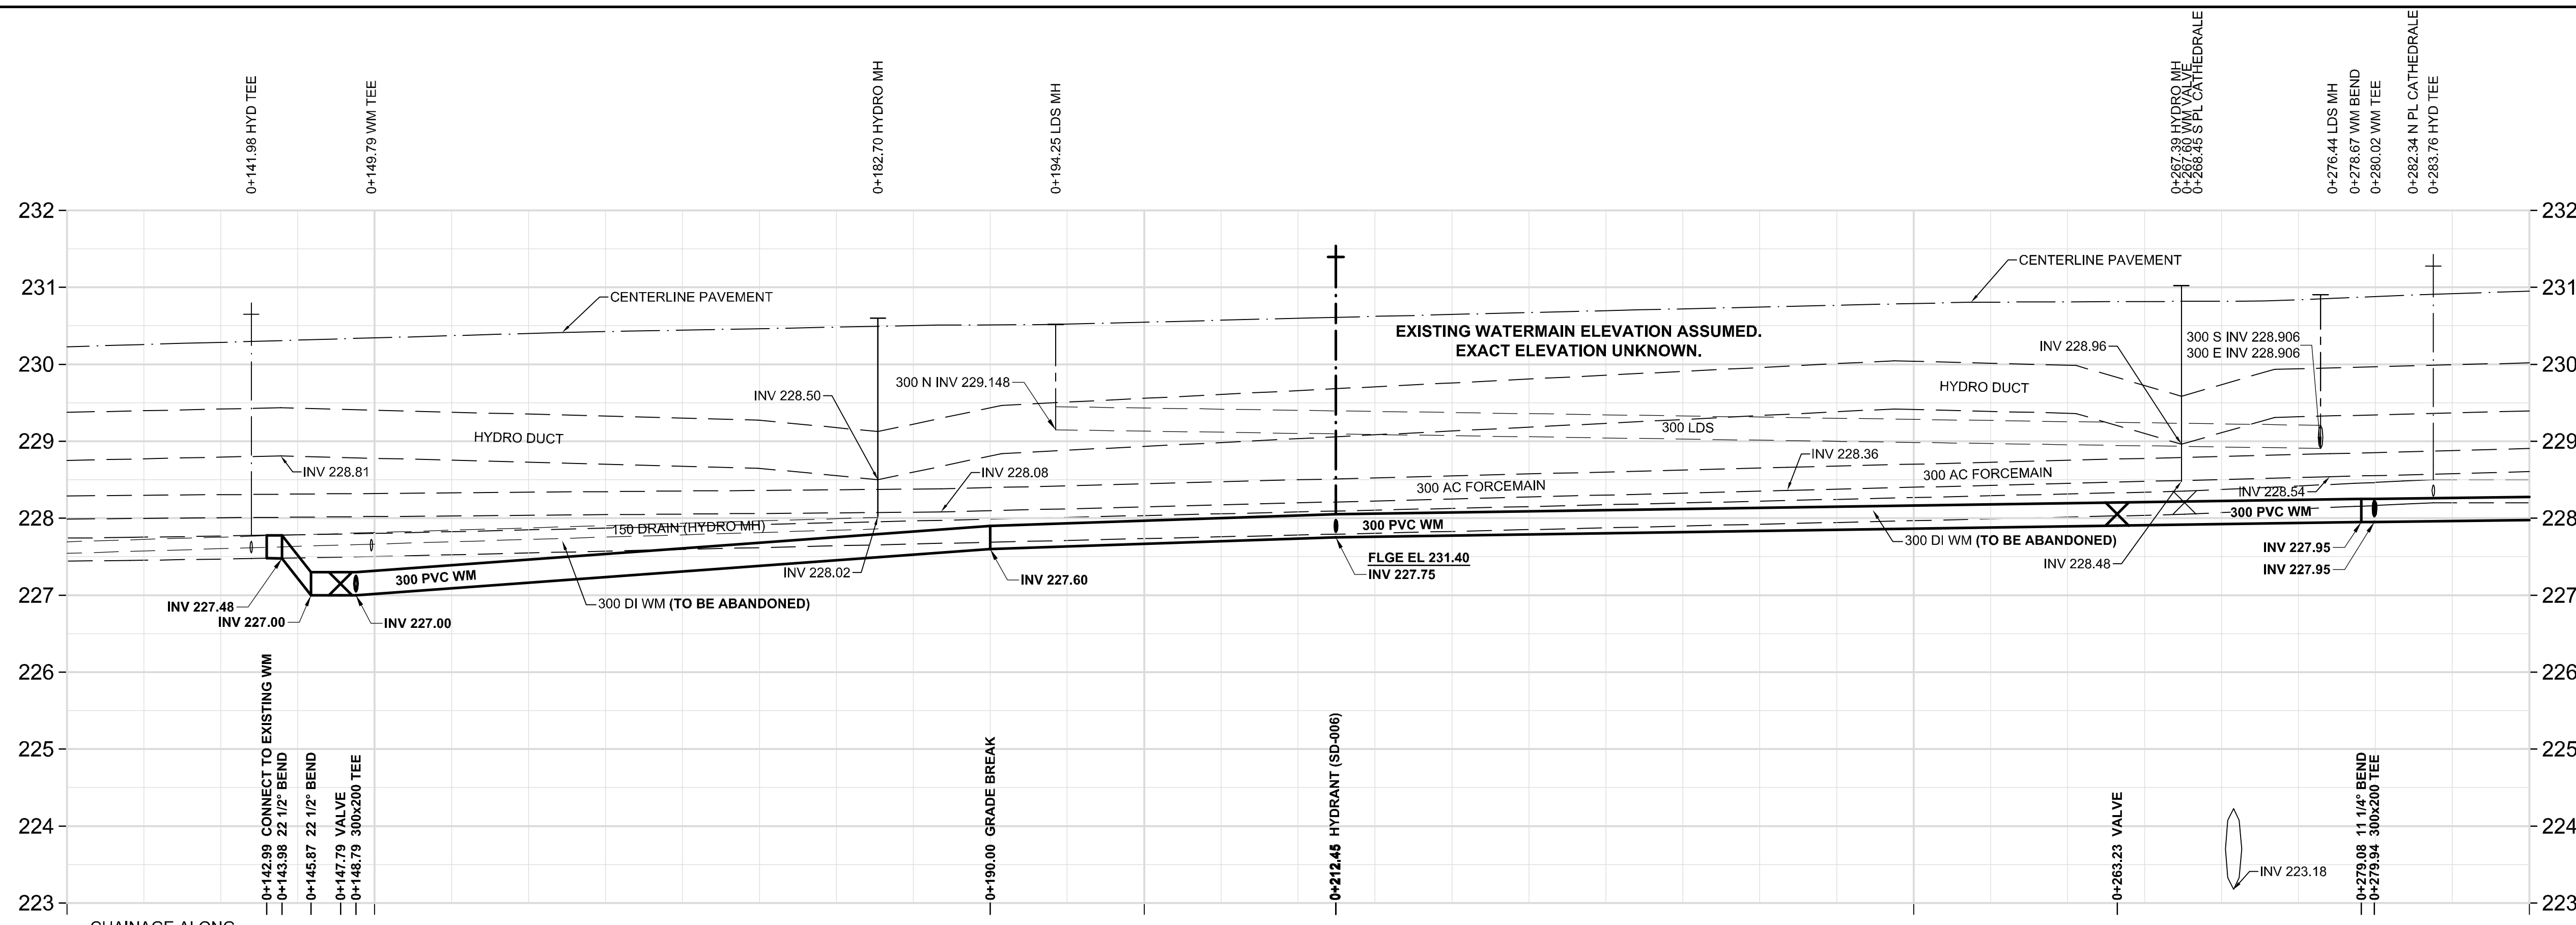 0+141.98 HYD TEE
0+149.79 WM TEE
0+182.70 HYDRO MH
0+194.25 LDS MH
0+267.39 HYDRO MH
0+267.60 WM VALVE
0+268.45 S PL CATHEDRALE
0+276.44 LDS MH
0+278.67 WM BEND
0+280.02 WM TEE
0+282.34 N PL CATHEDRALE
0+283.76 HYD TEE
232
232
231
231
230
230
229
229
228
228
227
227
226
226
225
225
224
224
223
223
CENTERLINE PAVEMENT
CENTERLINE PAVEMENT
EXISTING WATERMAIN ELEVATION ASSUMED.
EXACT ELEVATION UNKNOWN.
300 S INV 228.906
300 E INV 228.906
INV 228.96
300 N INV 229.148
INV 228.50
HYDRO DUCT
HYDRO DUCT
300 LDS
INV 228.81
INV 228.08
INV 228.36
300 AC FORCEMAIN
300 AC FORCEMAIN
INV 228.54
150 DRAIN (HYDRO MH)
300 PVC WM
300 PVC WM
300 PVC WM
300 DI WM (TO BE ABANDONED)
300 DI WM (TO BE ABANDONED)
FLGE EL 231.40
INV 227.75
INV 228.02
INV 227.60
INV 228.48
INV 227.95
INV 227.95
INV 227.48
INV 227.00
INV 227.00
0+142.99 CONNECT TO EXISTING WM
0+143.98 22 1/2° BEND
0+145.87 22 1/2° BEND
0+147.79 VALVE
0+148.79 300x200 TEE
0+190.00 GRADE BREAK
0+212.45 HYDRANT (SD-006)
0+263.23 VALVE
INV 223.18
0+279.08 11 1/4° BEND
0+279.94 300x200 TEE
CHAINAGE ALONG